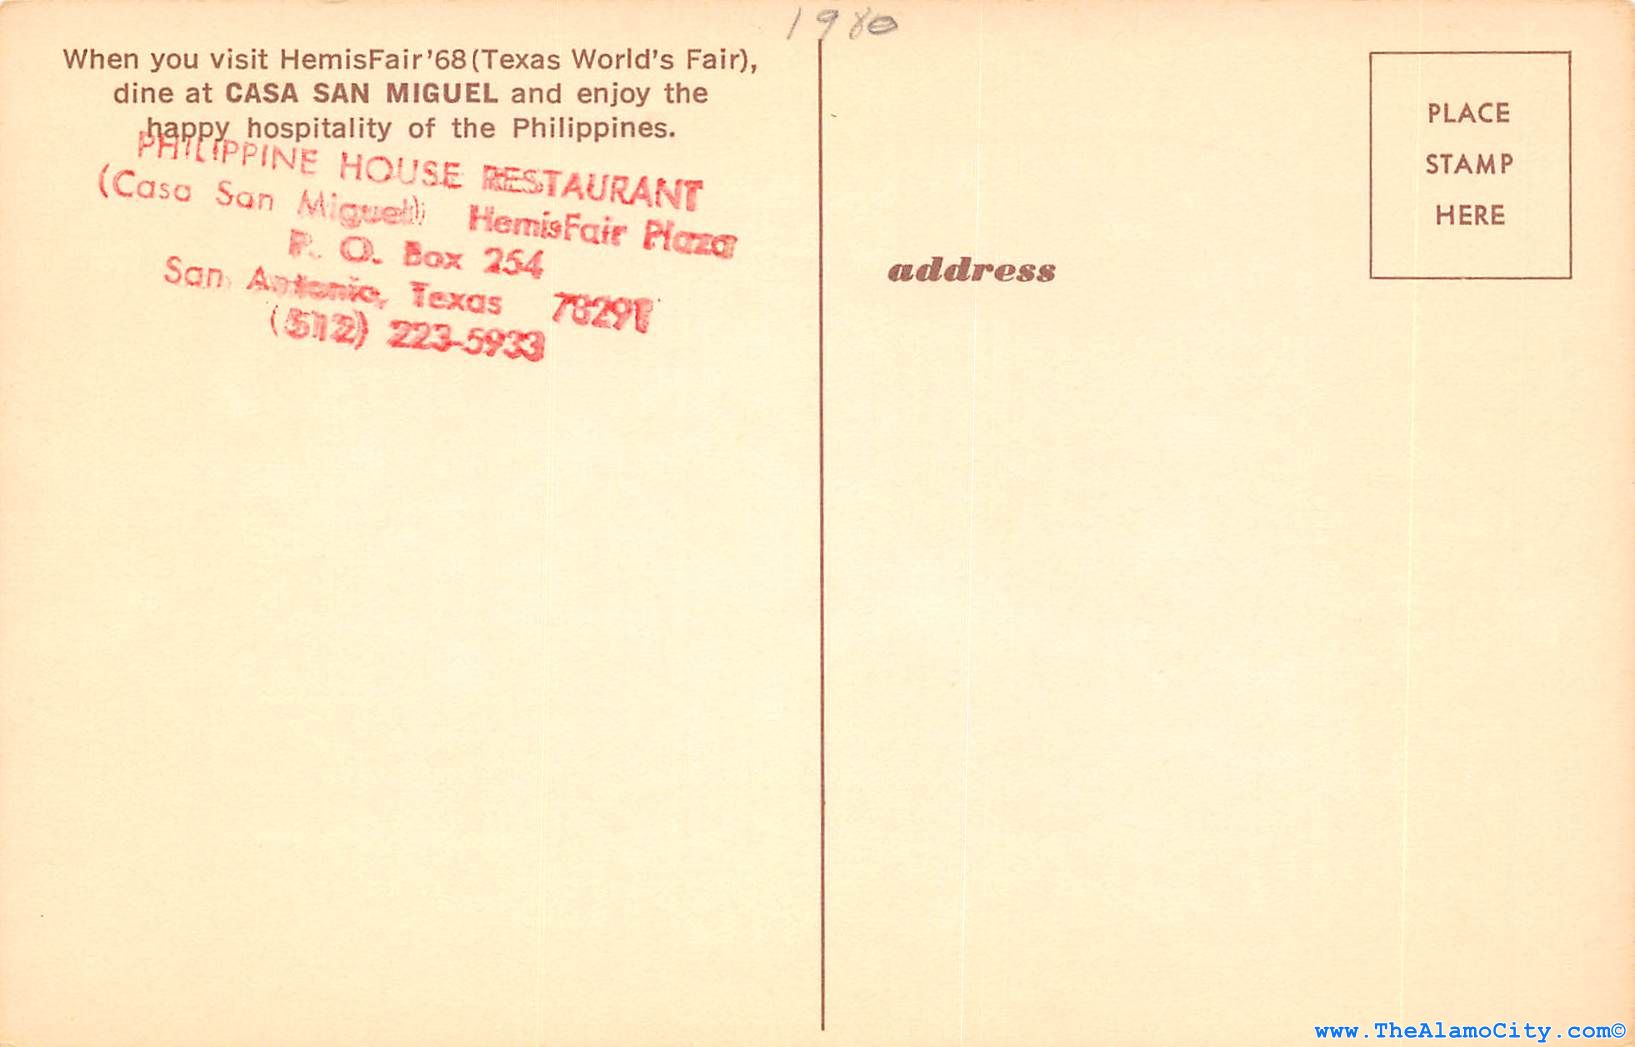 1980
When you visit HemisFair '68 (Texas World's Fair),
dine at CASA SAN MIGUEL and enjoy the
happy hospitality of the Philippines.
PHILIPPINE HOUSE RESTAURANT
(Casa San Miguel) HemisFair Plaza
P. O. Box 254
San Antonio, Texas 78291
(512) 223-5933
PLACE
STAMP
HERE
address
www.TheAlamoCity.com©